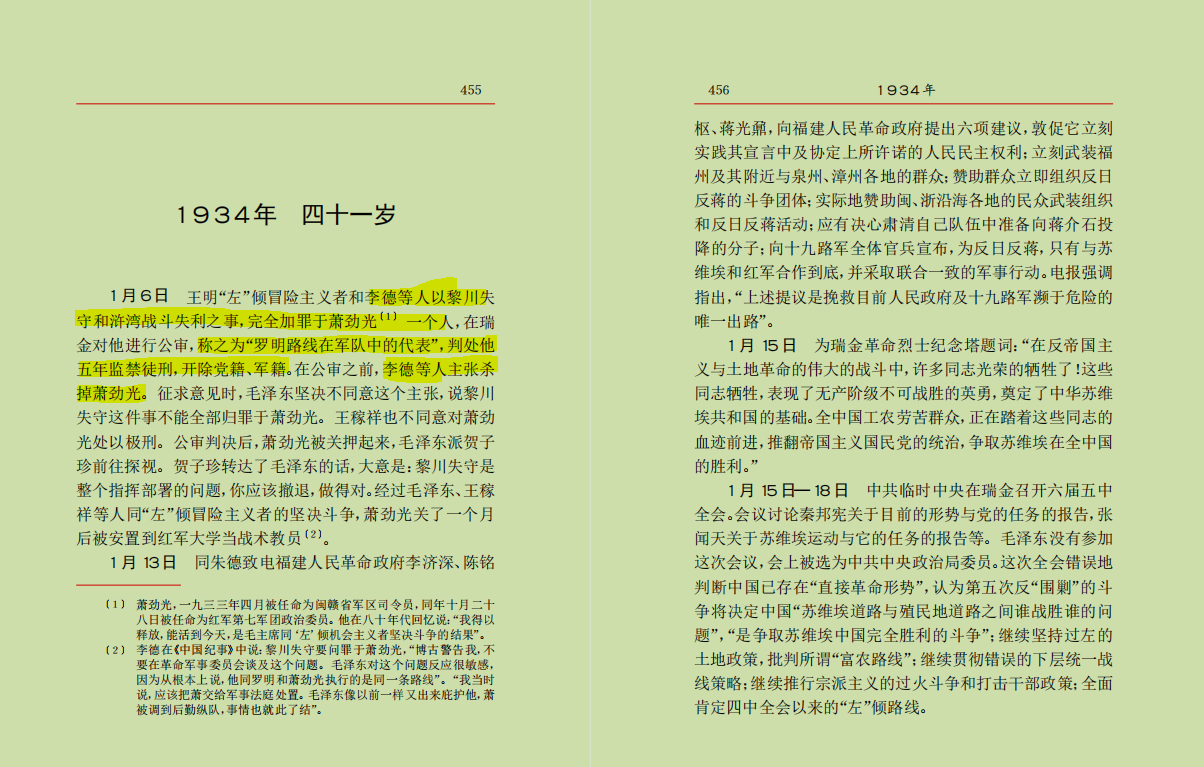 455
1934年 四十一岁
1月6日 王明“左”倾冒险主义者和李德等人以黎川失
守和浒湾战斗失利之事，完全加罪于萧劲光〔1〕一个人，在瑞
金对他进行公审，称之为“罗明路线在军队中的代表”，判处他
五年监禁徒刑，开除党籍、军籍。在公审之前，李德等人主张杀
掉萧劲光。征求意见时，毛泽东坚决不同意这个主张，说黎川
失守这件事不能全部归罪于萧劲光。王稼祥也不同意对萧劲
光处以极刑。公审判决后，萧劲光被关押起来，毛泽东派贺子
珍前往探视。贺子珍转达了毛泽东的话，大意是：黎川失守是
整个指挥部署的问题，你应该撤退，做得对。经过毛泽东、王稼
祥等人同“左”倾冒险主义者的坚决斗争，萧劲光关了一个月
后被安置到红军大学当战术教员〔2〕。
1月13日 同朱德致电福建人民革命政府李济深、陈铭
〔1〕 萧劲光，一九三三年四月被任命为闽赣省军区司令员，同年十月二十
八日被任命为红军第七军团政治委员。他在八十年代回忆说：“我得以
释放，能活到今天，是毛主席同‘左’倾机会主义者坚决斗争的结果”。
〔2〕 李德在《中国纪事》中说：黎川失守要问罪于萧劲光，“博古警告我，不
要在革命军事委员会谈及这个问题。毛泽东对这个问题反应很敏感，
因为从根本上说，他同罗明和萧劲光执行的是同一条路线”。“我当时
说，应该把萧交给军事法庭处置。毛泽东像以前一样又出来庇护他，萧
被调到后勤纵队，事情也就此了结”。
456 1934年
枢、蒋光鼐，向福建人民革命政府提出六项建议，敦促它立刻
实践其宣言中及协定上所许诺的人民民主权利；立刻武装福
州及其附近与泉州、漳州各地的群众；赞助群众立即组织反日
反蒋的斗争团体；实际地赞助闽、浙沿海各地的民众武装组织
和反日反蒋活动；应有决心肃清自己队伍中准备向蒋介石投
降的分子；向十九路军全体官兵宣布，为反日反蒋，只有与苏
维埃和红军合作到底，并采取联合一致的军事行动。电报强调
指出，“上述提议是挽救目前人民政府及十九路军濒于危险的
唯一出路”。
1月15日 为瑞金革命烈士纪念塔题词：“在反帝国主
义与土地革命的伟大的战斗中，许多同志光荣的牺牲了！这些
同志牺牲，表现了无产阶级不可战胜的英勇，奠定了中华苏维
埃共和国的基础。全中国工农劳苦群众，正在踏着这些同志的
血迹前进，推翻帝国主义国民党的统治，争取苏维埃在全中国
的胜利。”
1月15日—18日 中共临时中央在瑞金召开六届五中
全会。会议讨论秦邦宪关于目前的形势与党的任务的报告，张
闻天关于苏维埃运动与它的任务的报告等。毛泽东没有参加
这次会议，会上被选为中共中央政治局委员。这次全会错误地
判断中国已存在“直接革命形势”，认为第五次反“围剿”的斗
争将决定中国“苏维埃道路与殖民地道路之间谁战胜谁的问
题”，“是争取苏维埃中国完全胜利的斗争”；继续坚持过左的
土地政策，批判所谓“富农路线”；继续贯彻错误的下层统一战
线策略；继续推行宗派主义的过火斗争和打击干部政策；全面
肯定四中全会以来的“左”倾路线。